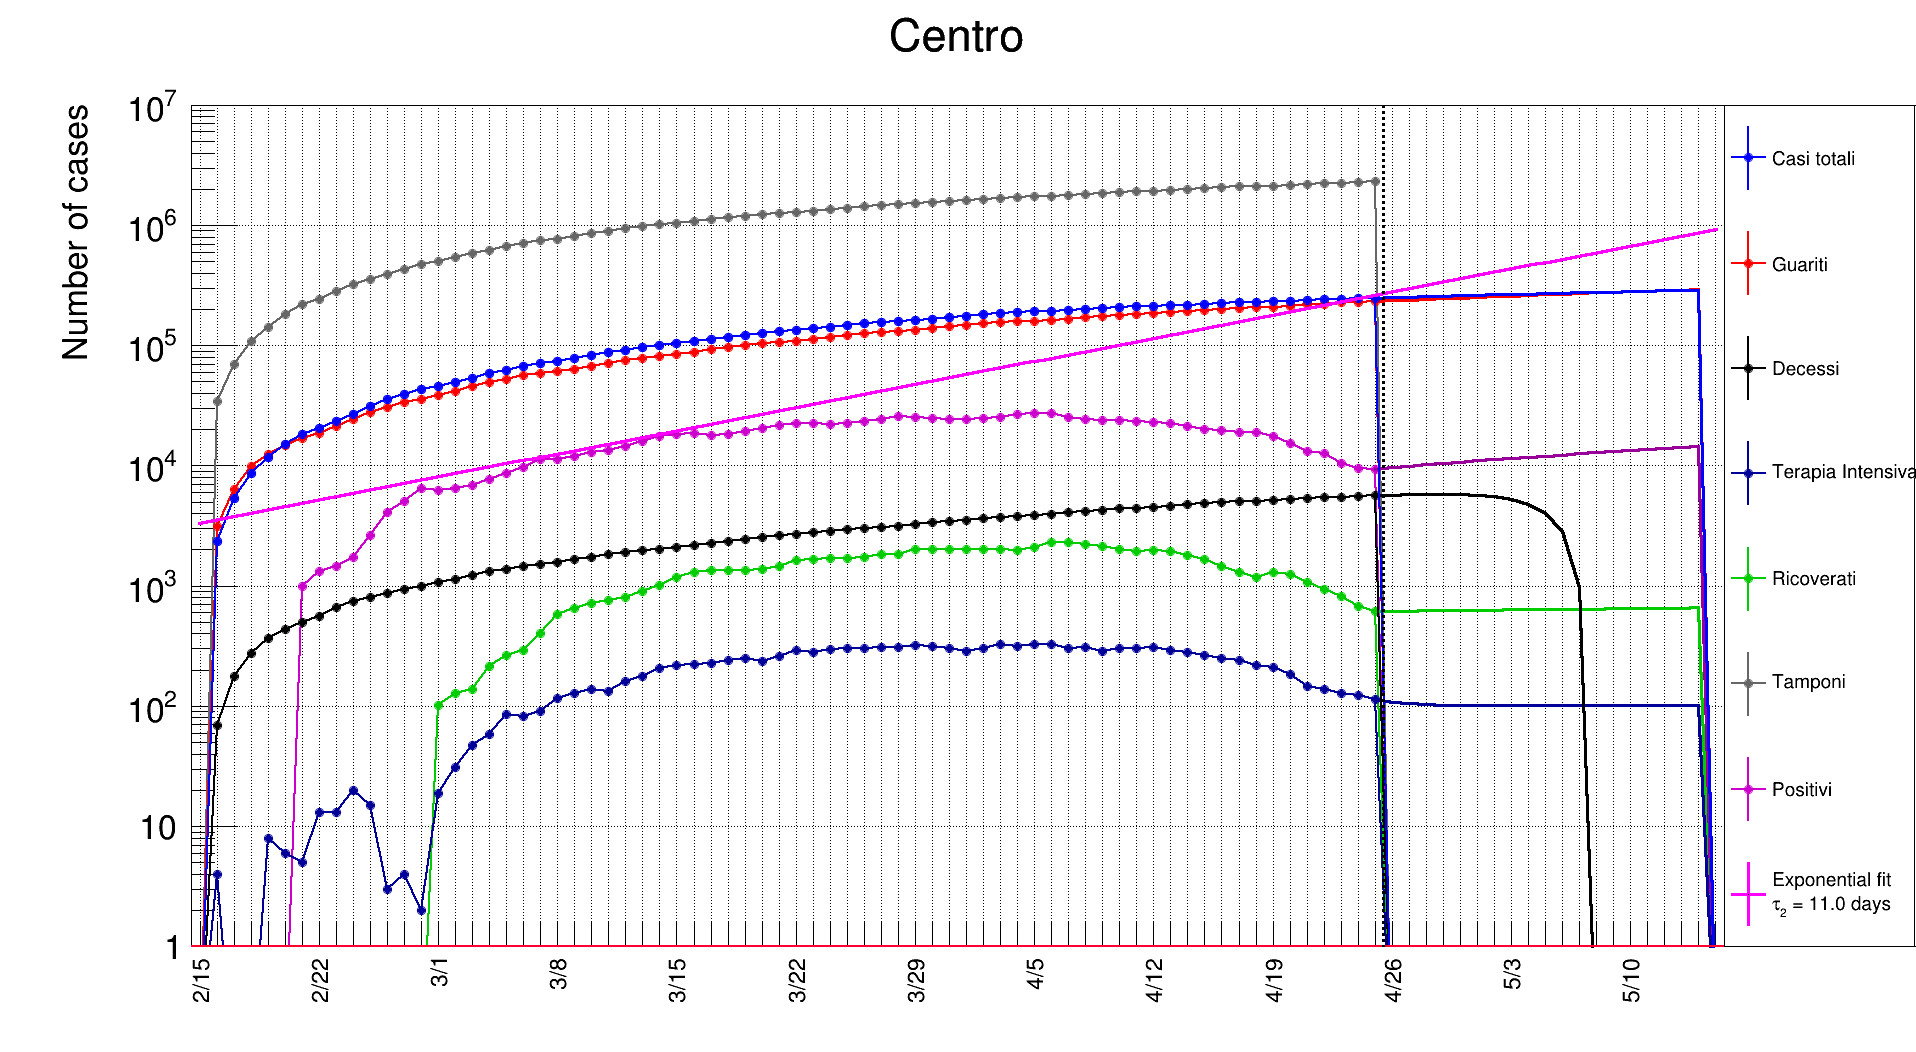 Centro
Number of cases
10^7
10^6
10^5
10^4
10^3
10^2
10
1
2/15
2/22
3/1
3/8
3/15
3/22
3/29
4/5
4/12
4/19
4/26
5/3
5/10
Casi totali
Guariti
Decessi
Terapia Intensiva
Ricoverati
Tamponi
Positivi
Exponential fit
τ_2 = 11.0 days